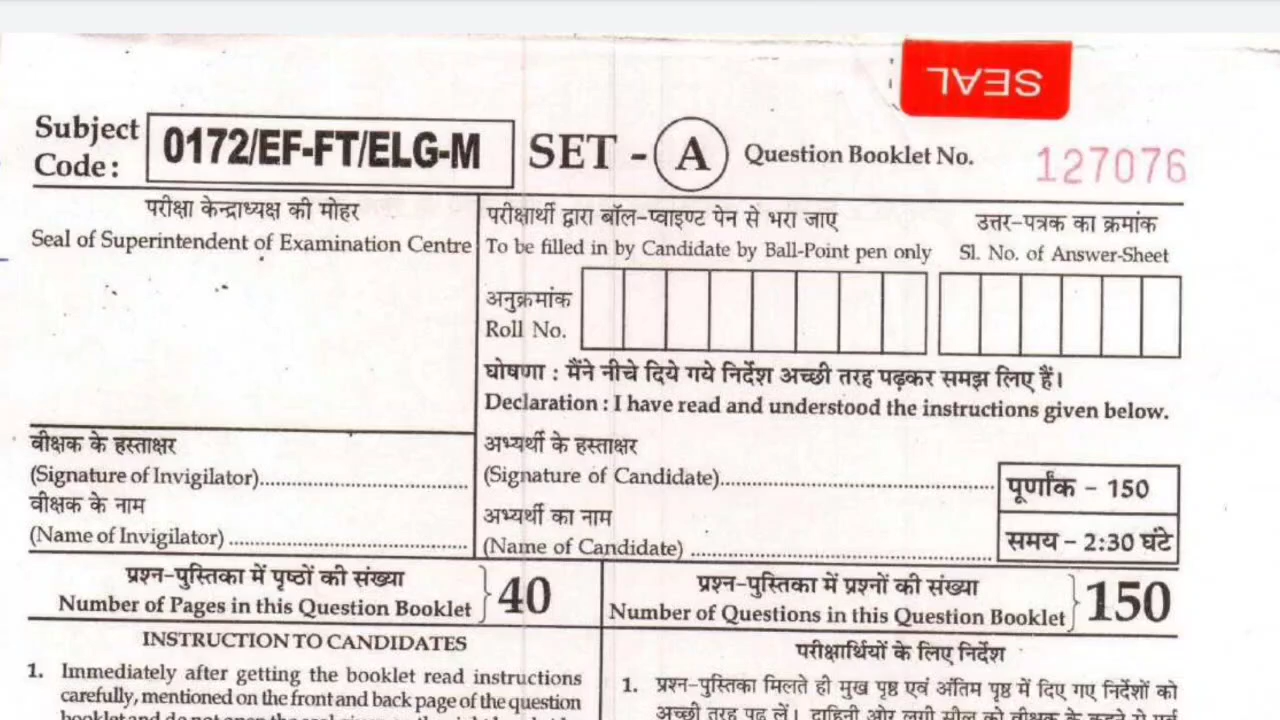 SEAL
Subject Code: 0172/EF-FT/ELG-M SET - A Question Booklet No. 127076
परीक्षा केन्द्राध्यक्ष की मोहर
Seal of Superintendent of Examination Centre
परीक्षार्थी द्वारा बॉल-प्वाइण्ट पेन से भरा जाए
To be filled in by Candidate by Ball-Point pen only
उत्तर-पत्रक का क्रमांक
Sl. No. of Answer-Sheet
अनुक्रमांक
Roll No.
घोषणा : मैंने नीचे दिये गये निर्देश अच्छी तरह पढ़कर समझ लिए हैं।
Declaration : I have read and understood the instructions given below.
वीक्षक के हस्ताक्षर
(Signature of Invigilator)
वीक्षक के नाम
(Name of Invigilator)
अभ्यर्थी के हस्ताक्षर
(Signature of Candidate)
अभ्यर्थी का नाम
(Name of Candidate)
पूर्णांक - 150
समय - 2:30 घंटे
प्रश्न-पुस्तिका में पृष्ठों की संख्या
Number of Pages in this Question Booklet
40
प्रश्न-पुस्तिका में प्रश्नों की संख्या
Number of Questions in this Question Booklet
150
INSTRUCTION TO CANDIDATES
1. Immediately after getting the booklet read instructions
carefully, mentioned on the front and back page of the question
परीक्षार्थियों के लिए निर्देश
1. प्रश्न-पुस्तिका मिलते ही मुख पृष्ठ एवं अंतिम पृष्ठ में दिए गए निर्देशों को
अच्छी तरह पढ़ लें। दाहिनी ओर लगी सील को वीक्षक के कहने से पूर्व